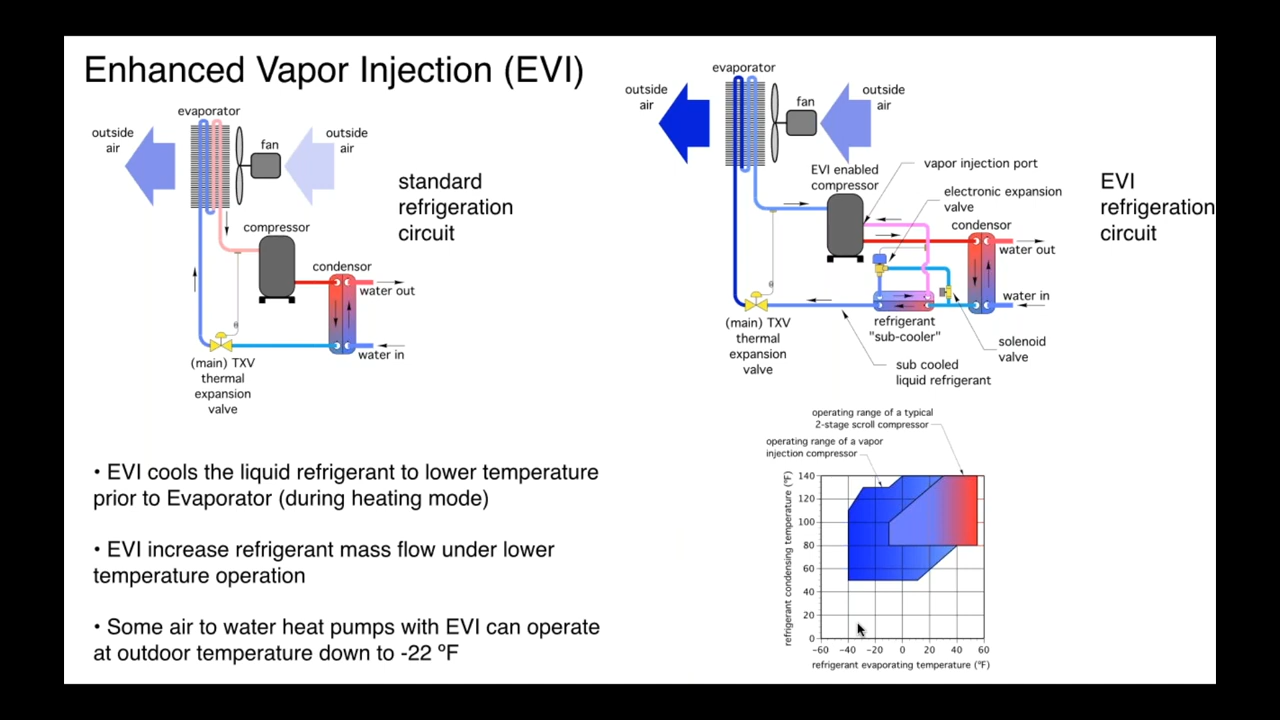 Enhanced Vapor Injection (EVI)
evaporator
outside
air
fan
outside
air
compressor
condensor
water out
water in
(main) TXV
thermal
expansion
valve
standard
refrigeration
circuit
evaporator
outside
air
fan
outside
air
EVI enabled
compressor
vapor injection port
electronic expansion
valve
condensor
water out
water in
(main) TXV
thermal
expansion
valve
refrigerant
"sub-cooler"
solenoid
valve
sub cooled
liquid refrigerant
EVI
refrigeration
circuit
• EVI cools the liquid refrigerant to lower temperature
prior to Evaporator (during heating mode)
• EVI increase refrigerant mass flow under lower
temperature operation
• Some air to water heat pumps with EVI can operate
at outdoor temperature down to -22 ºF
operating range of a typical
2-stage scroll compressor
operating range of a vapor
injection compressor
refrigerant condensing temperature (ºF)
140
120
100
80
60
40
20
0
-60 -40 -20 0 20 40 60
refrigerant evaporating temperature (ºF)